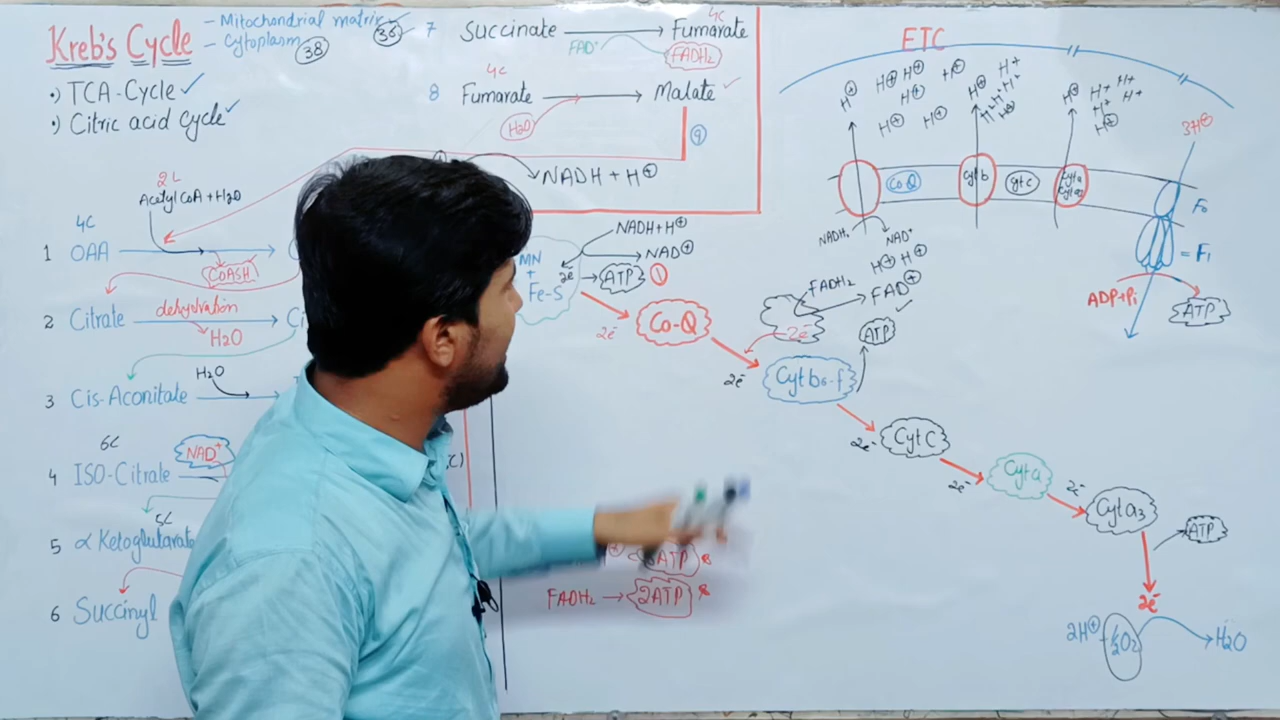 Kreb's Cycle
- Mitochondrial matrix 36
- Cytoplasm 38
•) TCA-Cycle ✓
•) Citric acid Cycle ✓
2C
Acetyl CoA + H2O
4C
1 OAA
CoASH
2 Citrate dehydration
H2O
3 Cis-Aconitate H2O
6C
4 ISO-Citrate NAD+
5C
5 α Ketoglutarate
6 Succinyl
7 Succinate Fumarate
4C
FAD+ FADH2
4C
8 Fumarate Malate ✓
H2O
9
NADH + H⊕
NADH+H⊕
NAD⊕
MN
+
Fe-S
2e-
ATP 1
2e-
Co-Q
FADH2
FAD⊕
2e-
ATP
2e-
Cyt b6-f
2e-
Cyt C
2e-
Cyt a
2e-
Cyt a3
ATP
2e-
2H⊕ ½O2 H2O
ATP
FADH2 → 2ATP
ETC
H⊕ H⊕ H⊕ +H⊕ H⊕ H+
H⊕ H+
H⊕ H⊕ H+ H+ H⊕
H⊕ H+ H+
H+ H+
H⊕
3H⊕
Co-Q
Cyt b
Cyt c
Cyt a
Cyt a3
F0
= F1
NADH2
NAD+
H⊕ H⊕
ADP+Pi
ATP